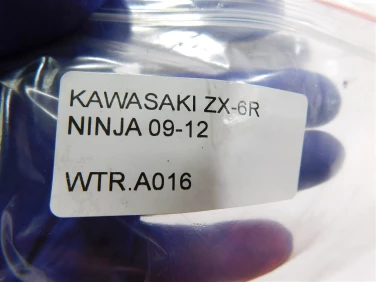 KAWASAKI ZX-6R
NINJA 09-12
WTR.A016